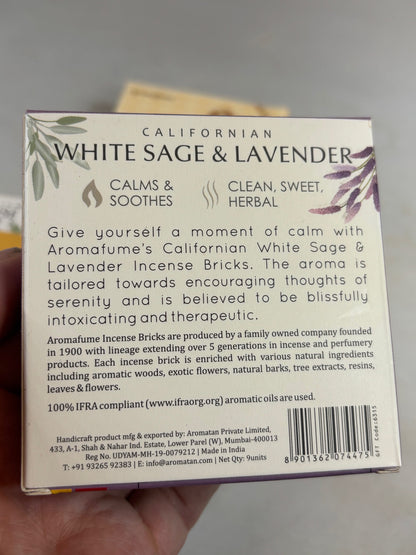 CALIFORNIAN
WHITE SAGE & LAVENDER
CALMS &
SOOTHES
CLEAN, SWEET,
HERBAL
Give yourself a moment of calm with
Aromafume's Californian White Sage &
Lavender Incense Bricks. The aroma is
tailored towards encouraging thoughts of
serenity and is believed to be blissfully
intoxicating and therapeutic.
Aromafume Incense Bricks are produced by a family owned company founded
in 1900 with lineage extending over 5 generations in incense and perfumery
products. Each incense brick is enriched with various natural ingredients
including aromatic woods, exotic flowers, natural barks, tree extracts, resins,
leaves & flowers.
100% IFRA compliant (www.ifraorg.org) aromatic oils are used.
Handicraft product mfg & exported by: Aromatan Private Limited,
433, A-1, Shah & Nahar Ind. Estate, Lower Parel (W), Mumbai-400013
Reg No. UDYAM-MH-19-0079212 | Made in India
T: +91 93265 92383 | E: info@aromatan.com | Net Qty: 9units
8 901362 074475
GFT Code:6315